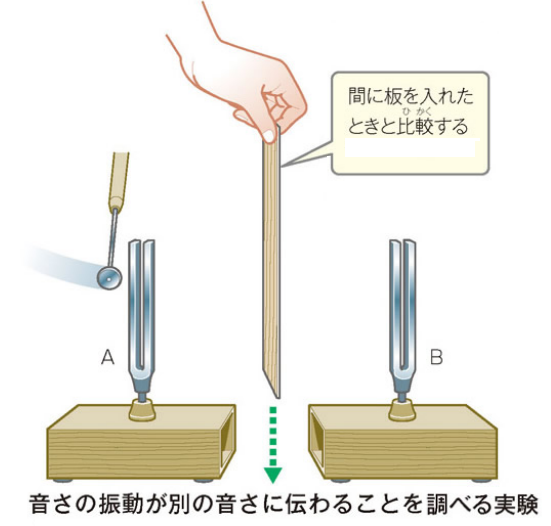 間に板を入れた
ときと比較する
ひ かく
A
B
音さの振動が別の音さに伝わることを調べる実験